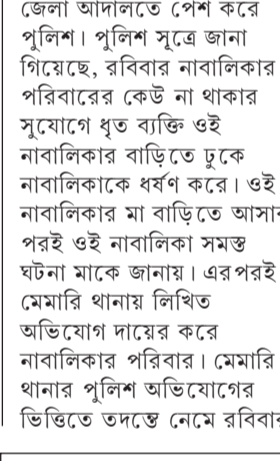 জেলা আদালতে পেশ করে
পুলিশ। পুলিশ সূত্রে জানা
গিয়েছে, রবিবার নাবালিকার
পরিবারের কেউ না থাকার
সুযোগে ধৃত ব্যক্তি ওই
নাবালিকার বাড়িতে ঢুকে
নাবালিকাকে ধর্ষণ করে। ওই
নাবালিকার মা বাড়িতে আসার
পরই ওই নাবালিকা সমস্ত
ঘটনা মাকে জানায়। এরপরই
মেমারি থানায় লিখিত
অভিযোগ দায়ের করে
নাবালিকার পরিবার। মেমারি
থানার পুলিশ অভিযোগের
ভিত্তিতে তদন্তে নেমে রবিবার